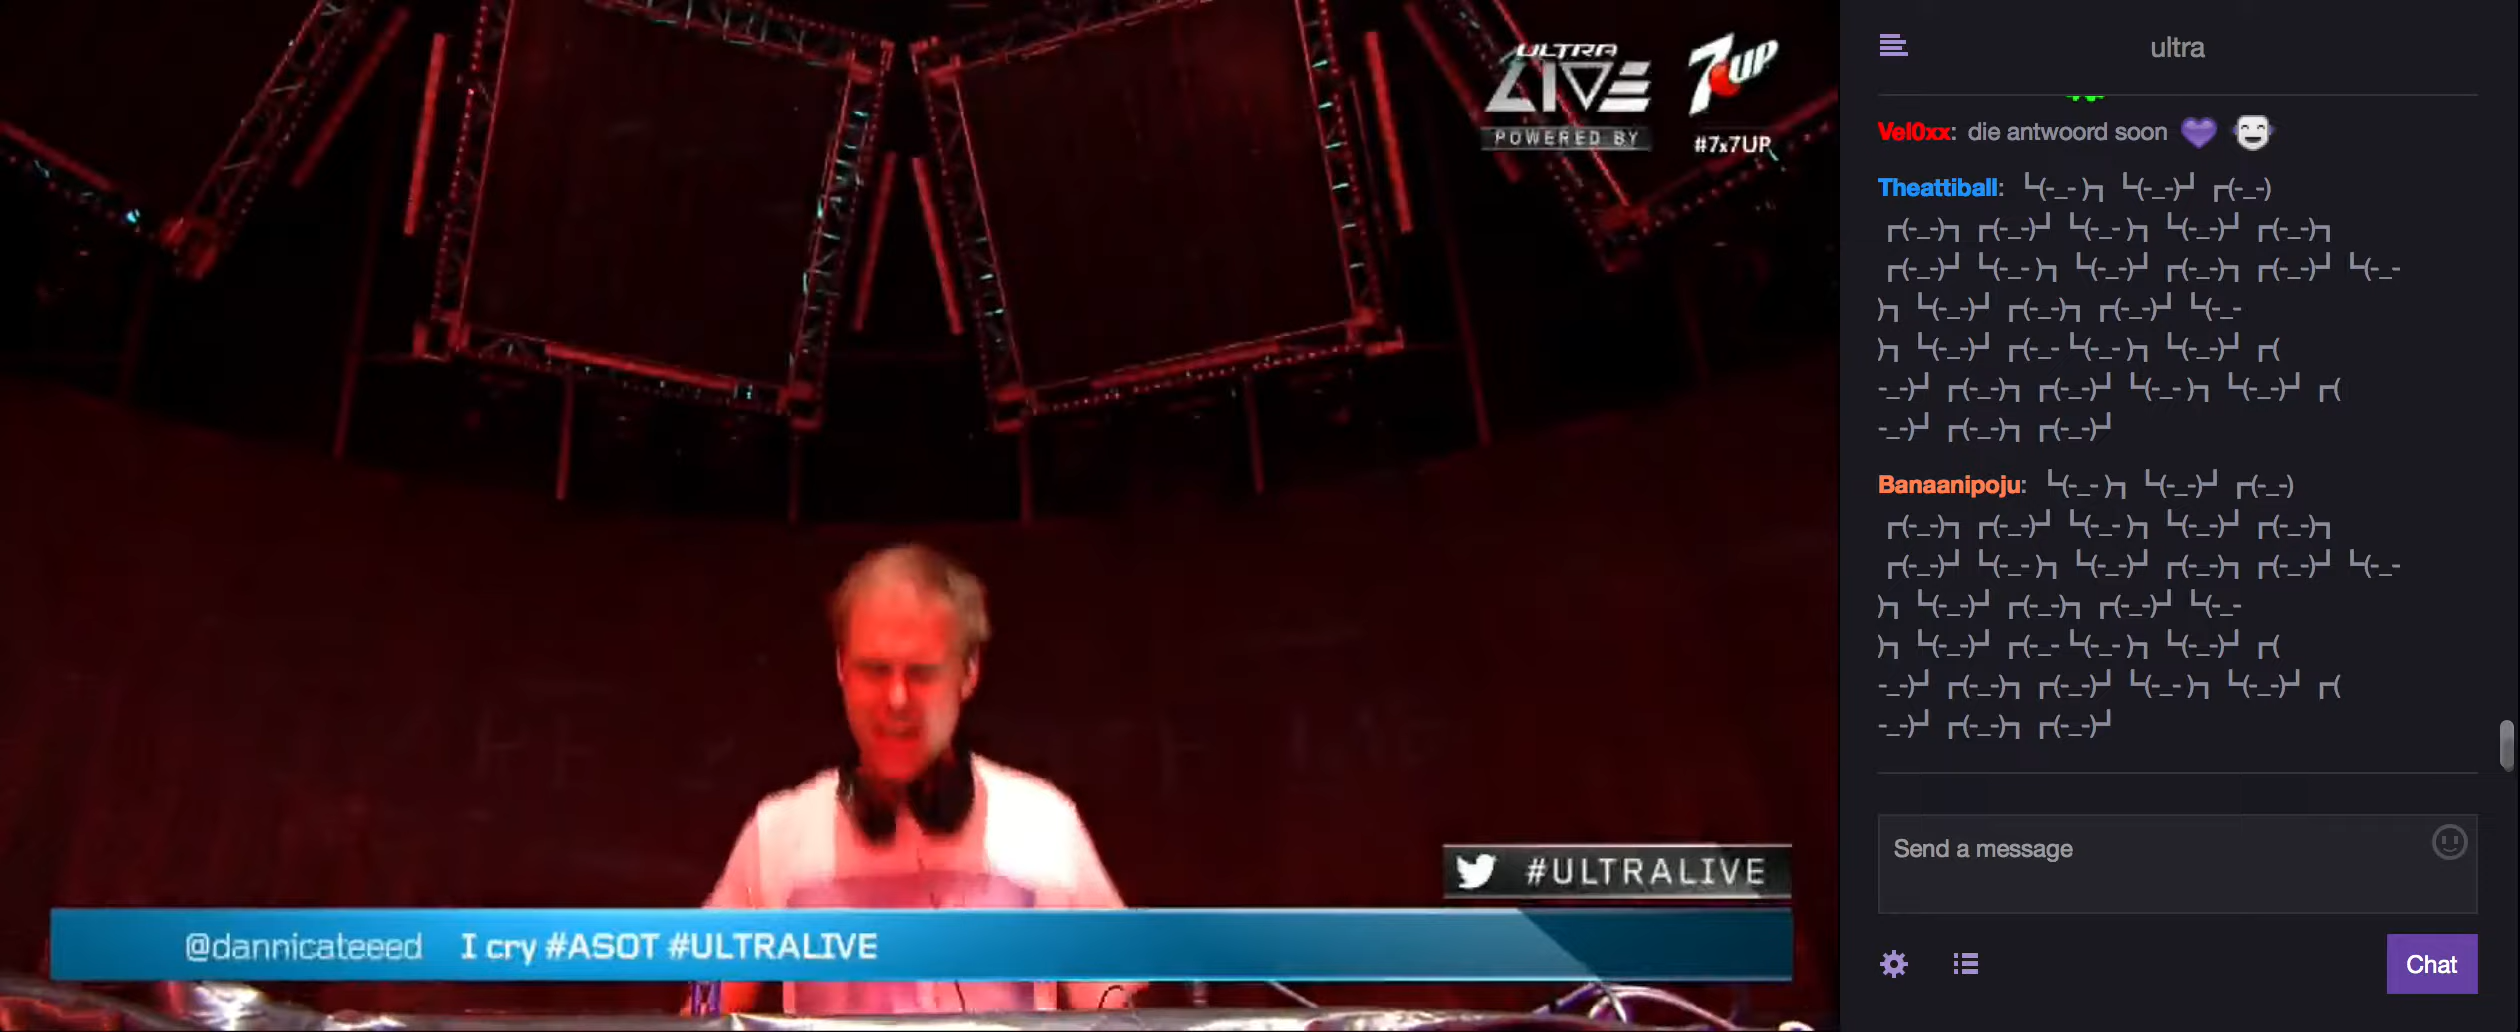 ULTRA
LIVE
POWERED BY
7UP
#7x7UP
#ULTRALIVE
@dannicateeed I cry #ASOT #ULTRALIVE
ultra
Vel0xx: die antwoord soon
Theattiball: ┗(-_- )┓ ┗(-_-)┛ ┏(-_-)
┏(-_-)┓ ┏(-_-)┛ ┗(-_- )┓ ┗(-_-)┛ ┏(-_-)┓
┏(-_-)┛ ┗(-_- )┓ ┗(-_-)┛ ┏(-_-)┓ ┏(-_-)┛ ┗(-_-
)┓ ┗(-_-)┛ ┏(-_-)┓ ┏(-_-)┛ ┗(-_-
)┓ ┗(-_-)┛ ┏(-_- ┗(-_- )┓ ┗(-_-)┛ ┏(
-_-)┛ ┏(-_-)┓ ┏(-_-)┛ ┗(-_- )┓ ┗(-_-)┛ ┏(
-_-)┛ ┏(-_-)┓ ┏(-_-)┛
Banaanipoju: ┗(-_- )┓ ┗(-_-)┛ ┏(-_-)
┏(-_-)┓ ┏(-_-)┛ ┗(-_- )┓ ┗(-_-)┛ ┏(-_-)┓
┏(-_-)┛ ┗(-_- )┓ ┗(-_-)┛ ┏(-_-)┓ ┏(-_-)┛ ┗(-_-
)┓ ┗(-_-)┛ ┏(-_-)┓ ┏(-_-)┛ ┗(-_-
)┓ ┗(-_-)┛ ┏(-_- ┗(-_- )┓ ┗(-_-)┛ ┏(
-_-)┛ ┏(-_-)┓ ┏(-_-)┛ ┗(-_- )┓ ┗(-_-)┛ ┏(
-_-)┛ ┏(-_-)┓ ┏(-_-)┛
Send a message
Chat